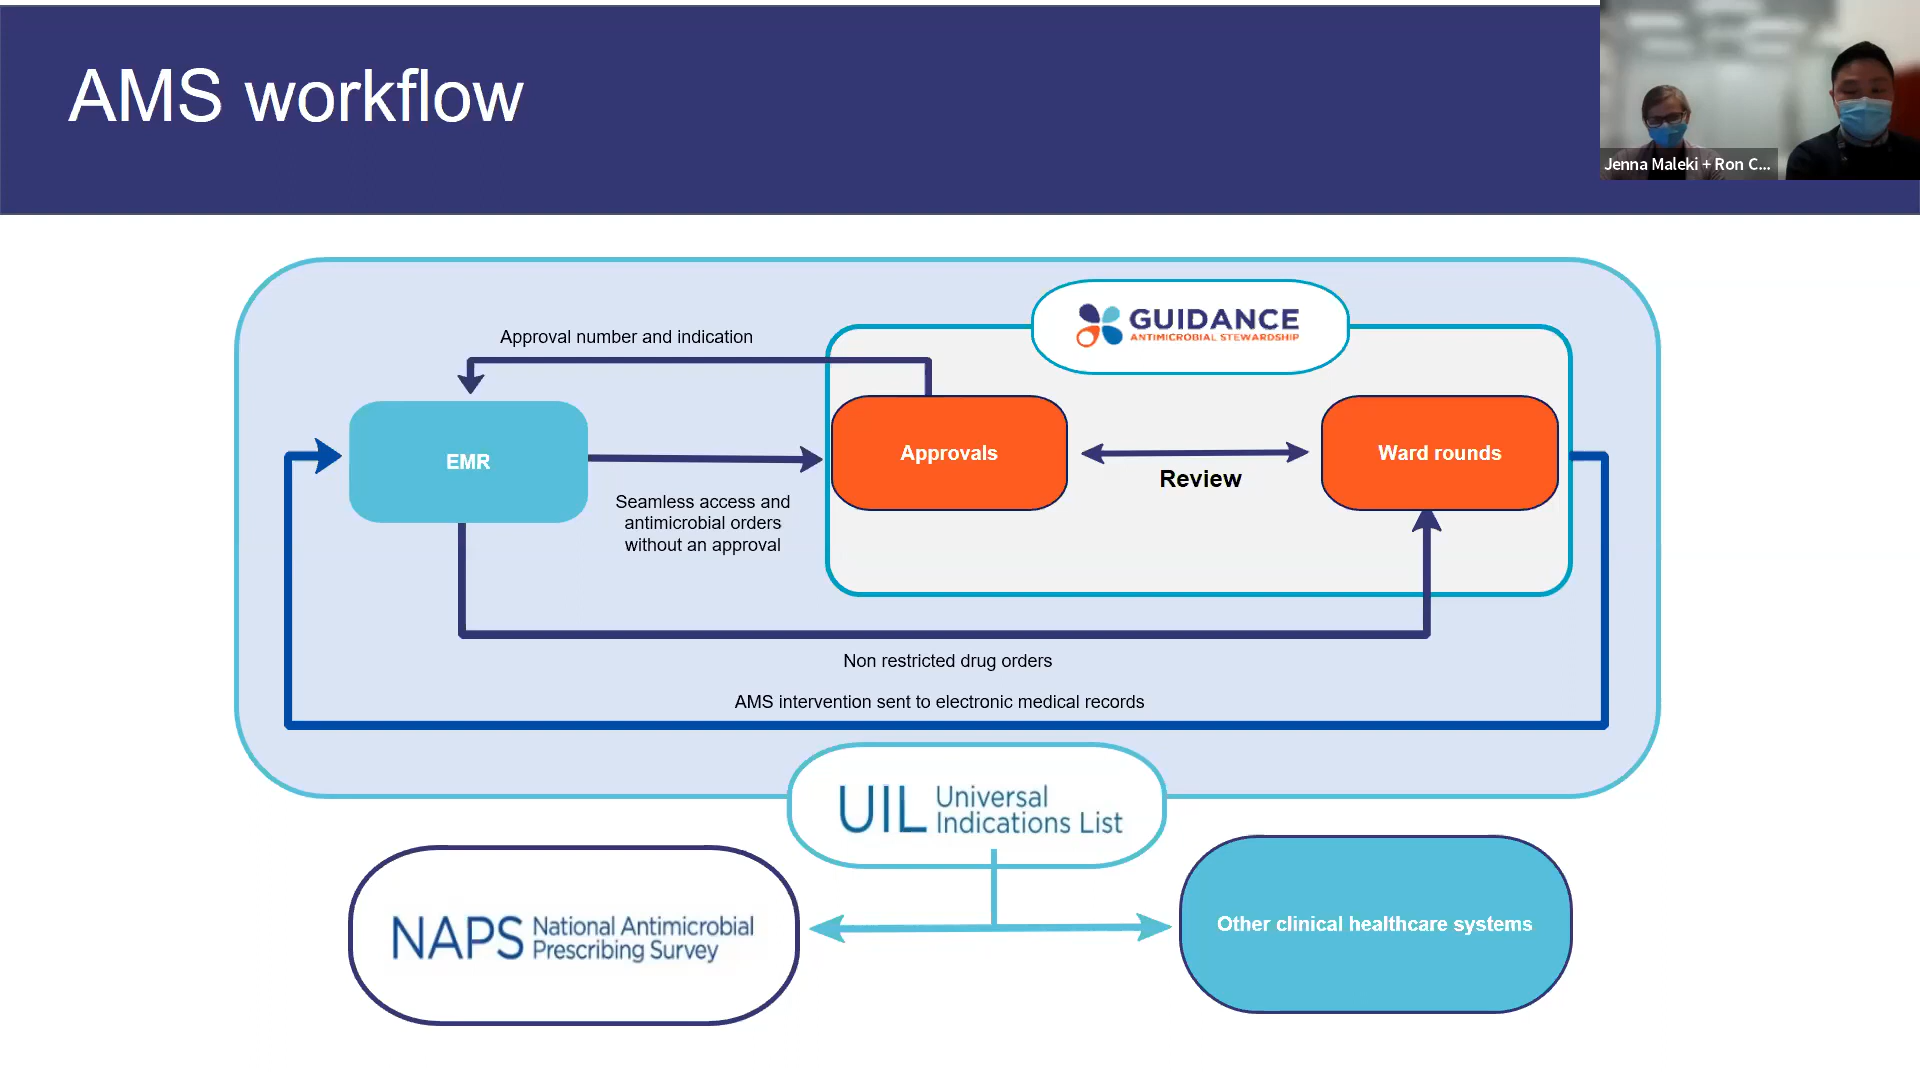 AMS workflow
Jenna Maleki + Ron C...
GUIDANCE
ANTIMICROBIAL STEWARDSHIP
Approval number and indication
EMR
Approvals
Ward rounds
Review
Seamless access and
antimicrobial orders
without an approval
Non restricted drug orders
AMS intervention sent to electronic medical records
UIL Universal
Indications List
NAPS National Antimicrobial
Prescribing Survey
Other clinical healthcare systems